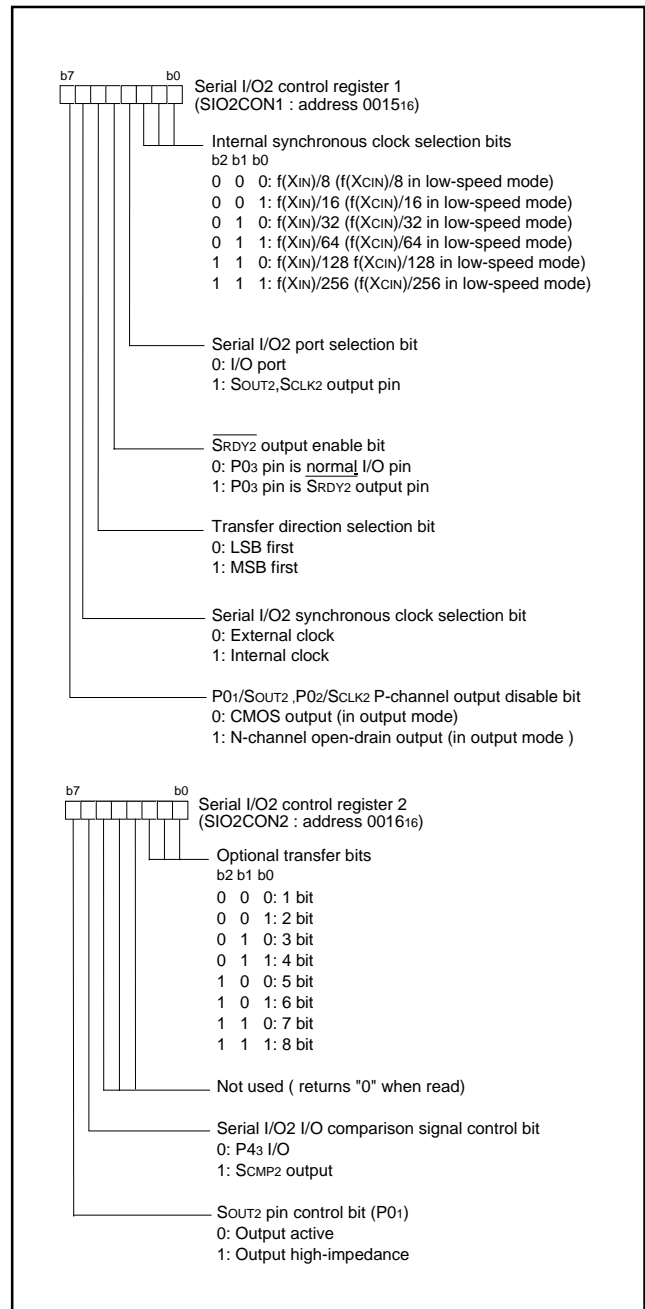 b7 b0
Serial I/O2 control register 1
(SIO2CON1 : address 001516)
Internal synchronous clock selection bits
b2 b1 b0
0 0 0: f(XIN)/8 (f(XCIN)/8 in low-speed mode)
0 0 1: f(XIN)/16 (f(XCIN)/16 in low-speed mode)
0 1 0: f(XIN)/32 (f(XCIN)/32 in low-speed mode)
0 1 1: f(XIN)/64 (f(XCIN)/64 in low-speed mode)
1 1 0: f(XIN)/128 f(XCIN)/128 in low-speed mode)
1 1 1: f(XIN)/256 (f(XCIN)/256 in low-speed mode)
Serial I/O2 port selection bit
0: I/O port
1: SOUT2,SCLK2 output pin
SRDY2 output enable bit
0: P03 pin is normal I/O pin
1: P03 pin is SRDY2 output pin
Transfer direction selection bit
0: LSB first
1: MSB first
Serial I/O2 synchronous clock selection bit
0: External clock
1: Internal clock
P01/SOUT2 ,P02/SCLK2 P-channel output disable bit
0: CMOS output (in output mode)
1: N-channel open-drain output (in output mode )
b7 b0
Serial I/O2 control register 2
(SIO2CON2 : address 001616)
Optional transfer bits
b2 b1 b0
0 0 0: 1 bit
0 0 1: 2 bit
0 1 0: 3 bit
0 1 1: 4 bit
1 0 0: 5 bit
1 0 1: 6 bit
1 1 0: 7 bit
1 1 1: 8 bit
Not used ( returns "0" when read)
Serial I/O2 I/O comparison signal control bit
0: P43 I/O
1: SCMP2 output
SOUT2 pin control bit (P01)
0: Output active
1: Output high-impedance